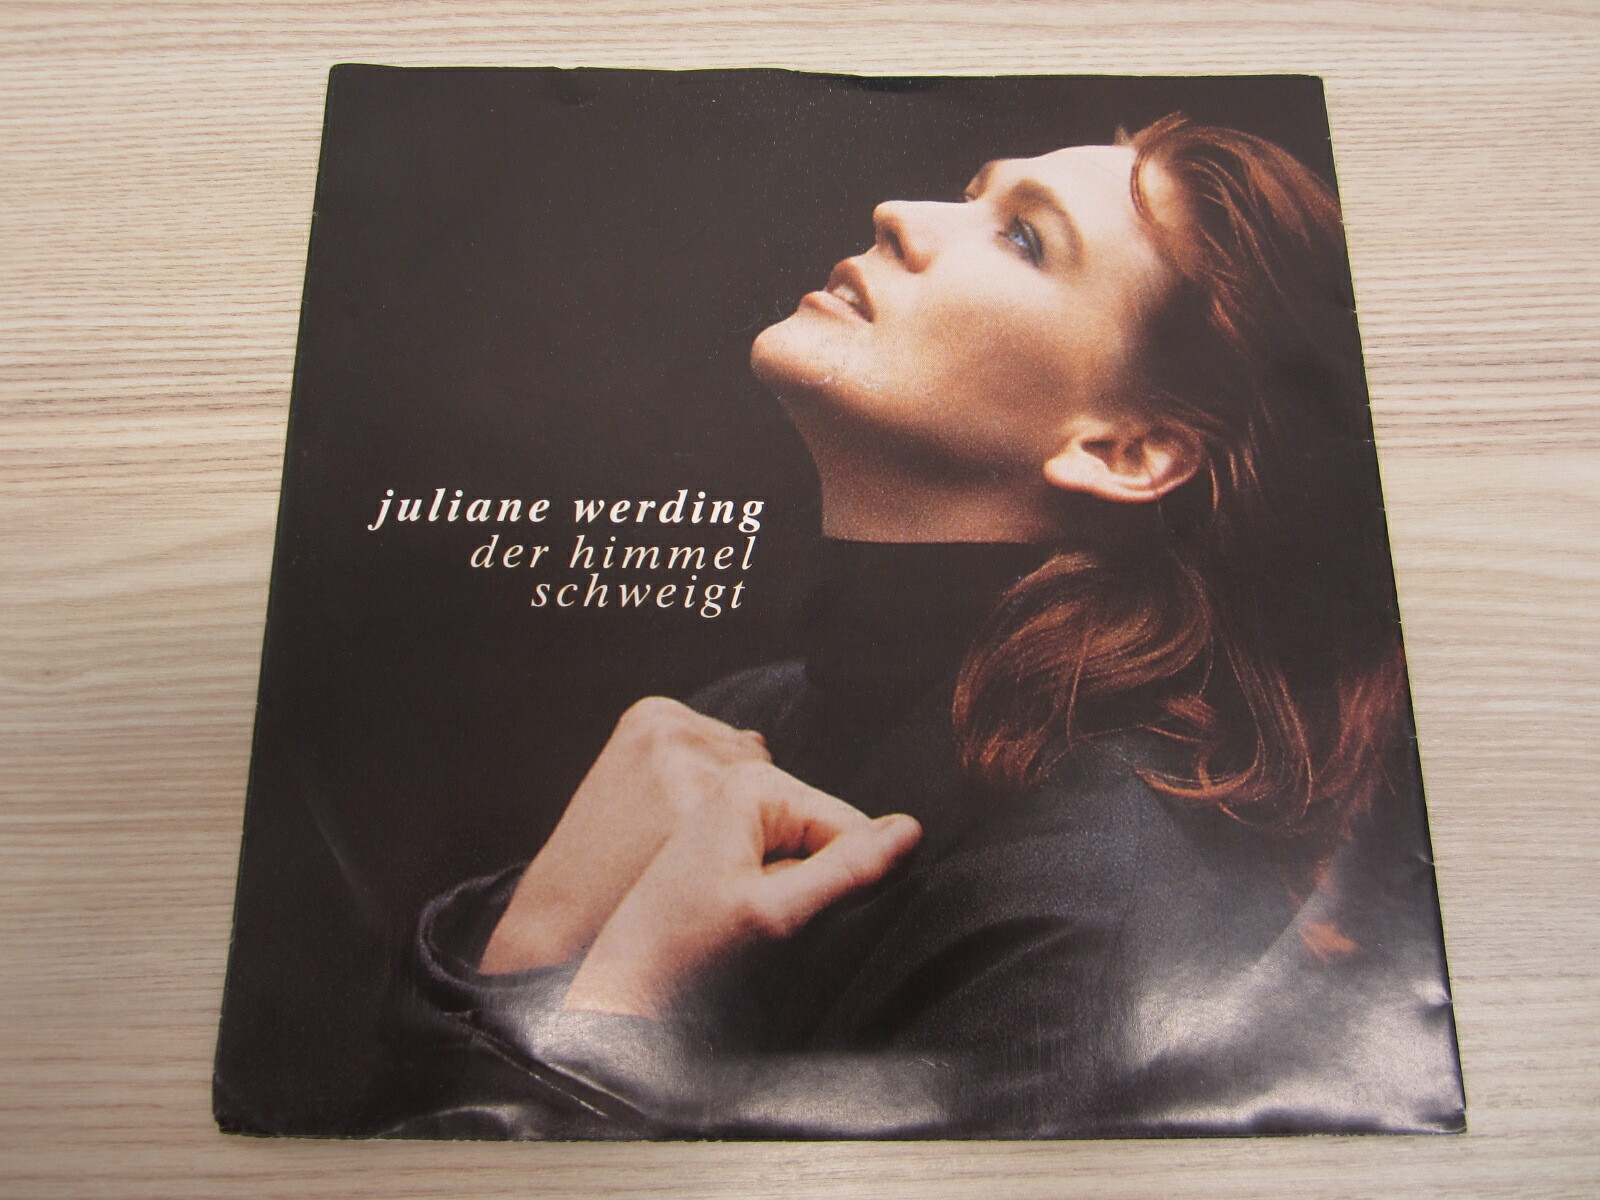 juliane werding
der himmel
schweigt